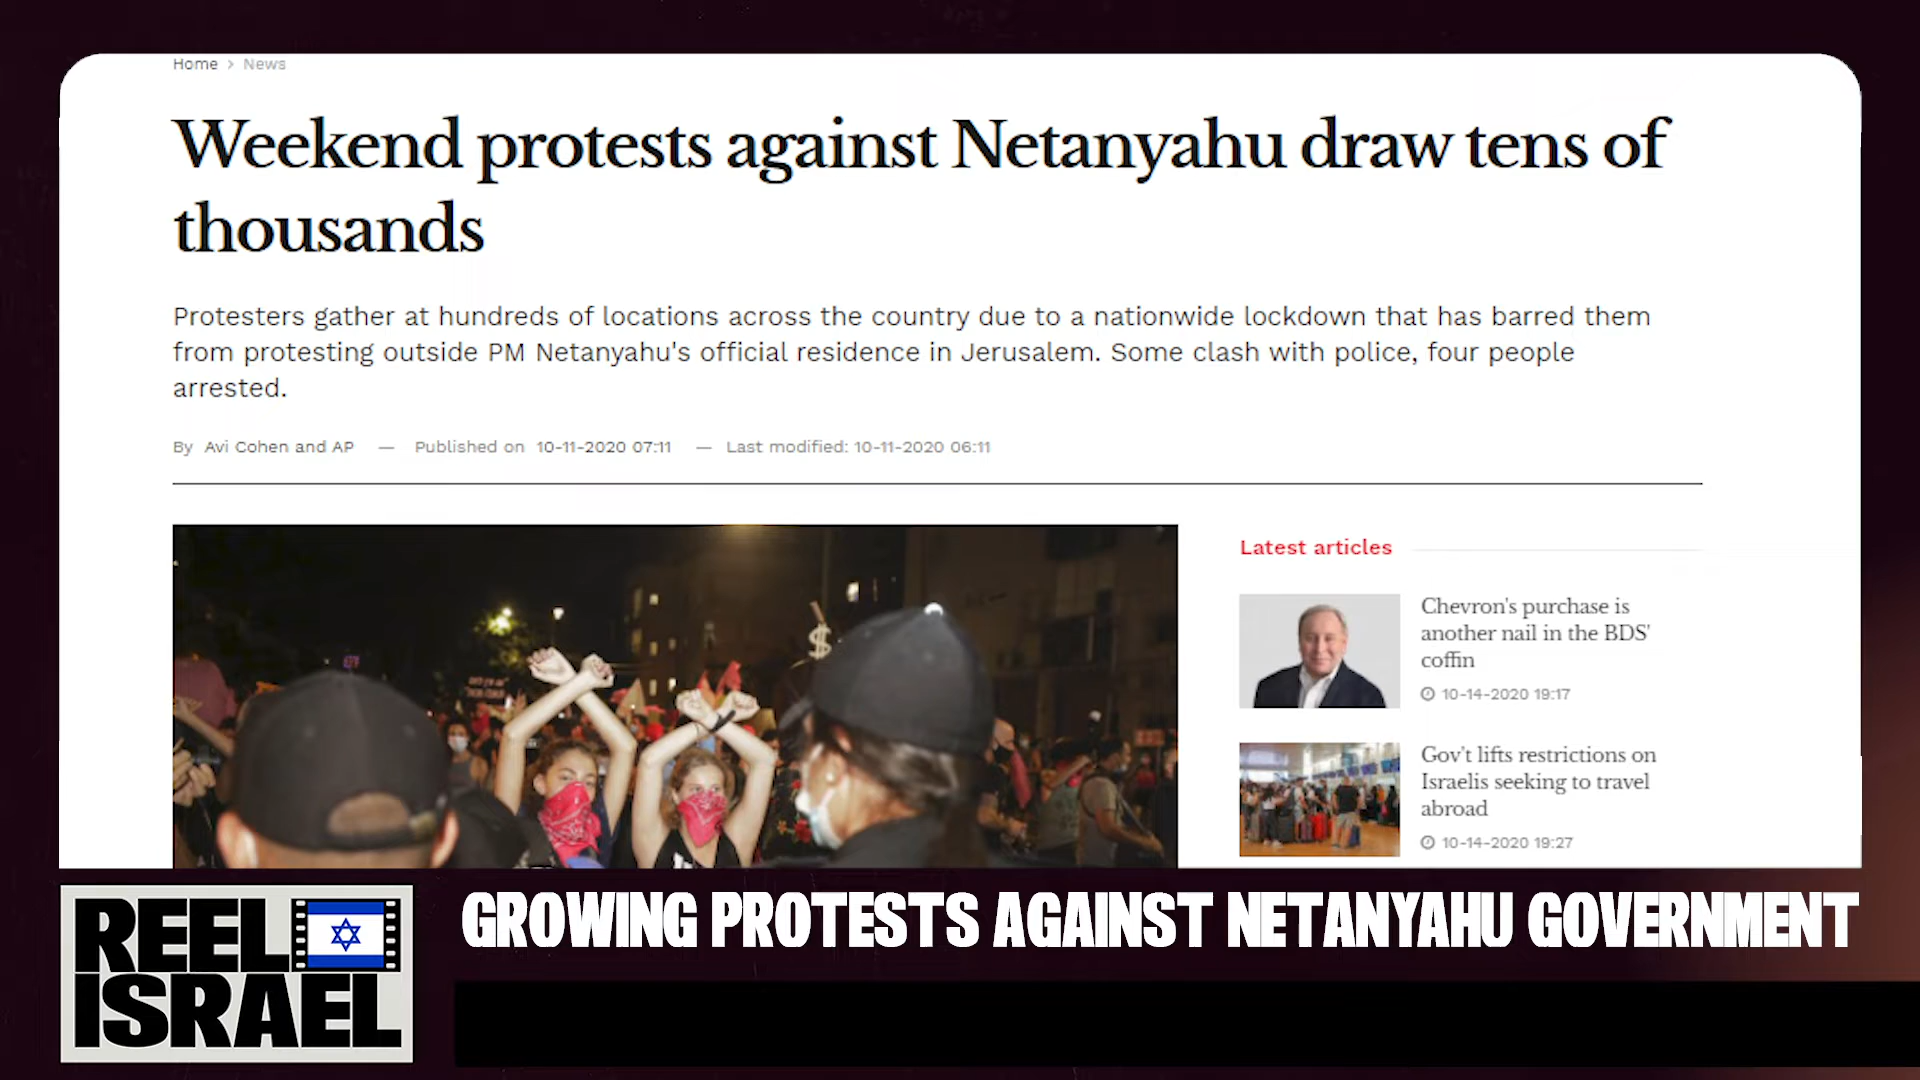 Home > News
Weekend protests against Netanyahu draw tens of
thousands
Protesters gather at hundreds of locations across the country due to a nationwide lockdown that has barred them
from protesting outside PM Netanyahu's official residence in Jerusalem. Some clash with police, four people
arrested.
By Avi Cohen and AP — Published on 10-11-2020 07:11 — Last modified: 10-11-2020 06:11
$
Latest articles
Chevron's purchase is
another nail in the BDS'
coffin
10-14-2020 19:17
Gov't lifts restrictions on
Israelis seeking to travel
abroad
10-14-2020 19:27
REEL
ISRAEL
GROWING PROTESTS AGAINST NETANYAHU GOVERNMENT